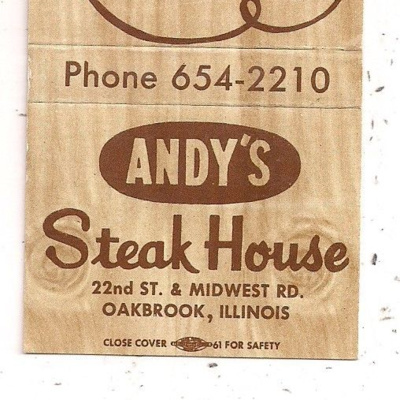 Phone 654-2210
ANDY'S
Steak House
22nd ST. & MIDWEST RD.
OAKBROOK, ILLINOIS
CLOSE COVER 61 FOR SAFETY